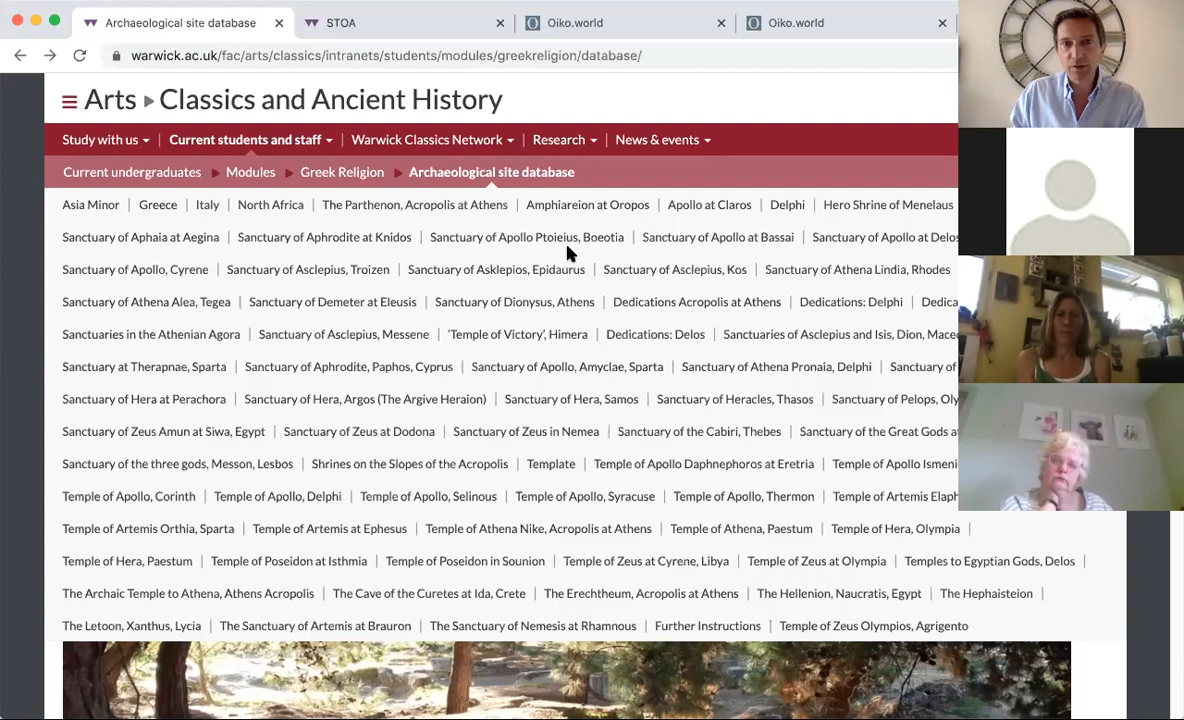 Archaeological site database
STOA
Oiko.world
Oiko.world
warwick.ac.uk/fac/arts/classics/intranets/students/modules/greekreligion/database/
Arts ▸ Classics and Ancient History
Study with us | Current students and staff | Warwick Classics Network | Research | News & events
Current undergraduates Modules Greek Religion Archaeological site database
Asia Minor | Greece | Italy | North Africa | The Parthenon, Acropolis at Athens | Amphiareion at Oropos | Apollo at Claros | Delphi | Hero Shrine of Menelaus
Sanctuary of Aphaia at Aegina | Sanctuary of Aphrodite at Knidos | Sanctuary of Apollo Ptoieius, Boeotia | Sanctuary of Apollo at Bassai | Sanctuary of Apollo at Delos
Sanctuary of Apollo, Cyrene | Sanctuary of Asclepius, Troizen | Sanctuary of Asklepios, Epidaurus | Sanctuary of Asclepius, Kos | Sanctuary of Athena Lindia, Rhodes
Sanctuary of Athena Alea, Tegea | Sanctuary of Demeter at Eleusis | Sanctuary of Dionysus, Athens | Dedications Acropolis at Athens | Dedications: Delphi | Dedica
Sanctuaries in the Athenian Agora | Sanctuary of Asclepius, Messene | 'Temple of Victory', Himera | Dedications: Delos | Sanctuaries of Asclepius and Isis, Dion, Mace
Sanctuary at Therapnae, Sparta | Sanctuary of Aphrodite, Paphos, Cyprus | Sanctuary of Apollo, Amyclae, Sparta | Sanctuary of Athena Pronaia, Delphi | Sanctuary of
Sanctuary of Hera at Perachora | Sanctuary of Hera, Argos (The Argive Heraion) | Sanctuary of Hera, Samos | Sanctuary of Heracles, Thasos | Sanctuary of Pelops, Oly
Sanctuary of Zeus Amun at Siwa, Egypt | Sanctuary of Zeus at Dodona | Sanctuary of Zeus in Nemea | Sanctuary of the Cabiri, Thebes | Sanctuary of the Great Gods at
Sanctuary of the three gods, Messon, Lesbos | Shrines on the Slopes of the Acropolis | Template | Temple of Apollo Daphnephoros at Eretria | Temple of Apollo Ismeni
Temple of Apollo, Corinth | Temple of Apollo, Delphi | Temple of Apollo, Selinous | Temple of Apollo, Syracuse | Temple of Apollo, Thermon | Temple of Artemis Elaph
Temple of Artemis Orthia, Sparta | Temple of Artemis at Ephesus | Temple of Athena Nike, Acropolis at Athens | Temple of Athena, Paestum | Temple of Hera, Olympia |
Temple of Hera, Paestum | Temple of Poseidon at Isthmia | Temple of Poseidon in Sounion | Temple of Zeus at Cyrene, Libya | Temple of Zeus at Olympia | Temples to Egyptian Gods, Delos |
The Archaic Temple to Athena, Athens Acropolis | The Cave of the Curetes at Ida, Crete | The Erechtheum, Acropolis at Athens | The Hellenion, Naucratis, Egypt | The Hephaisteion |
The Letoon, Xanthus, Lycia | The Sanctuary of Artemis at Brauron | The Sanctuary of Nemesis at Rhamnous | Further Instructions | Temple of Zeus Olympios, Agrigento